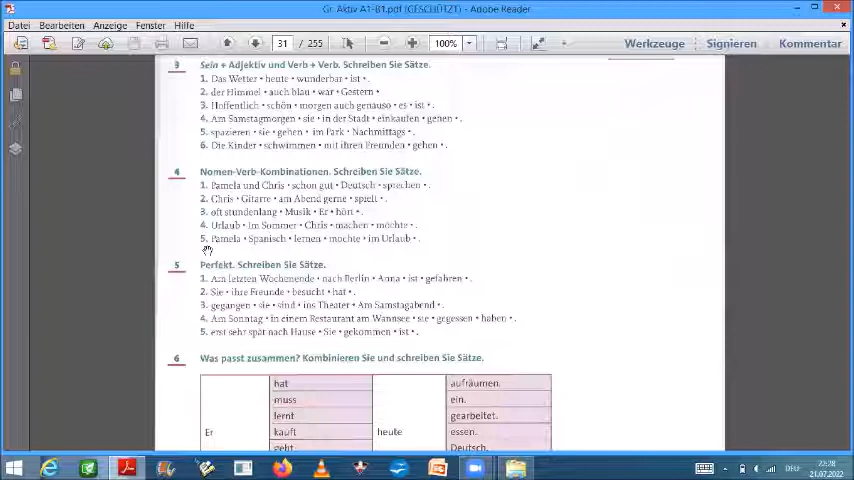 Gr. Aktiv A1-B1.pdf (GESCHÜTZT) - Adobe Reader
Datei Bearbeiten Anzeige Fenster Hilfe
31 / 255 100% Werkzeuge Signieren Kommentar
3 Sein + Adjektiv und Verb + Verb. Schreiben Sie Sätze.
1. Das Wetter • heute • wunderbar • ist •.
2. der Himmel • auch blau • war • Gestern •
3. Hoffentlich • schön • morgen auch genauso • es • ist •.
4. Am Samstagmorgen • sie • in der Stadt • einkaufen • gehen •.
5. spazieren • sie • gehen • im Park • Nachmittags •.
6. Die Kinder • schwimmen • mit ihren Freunden • gehen •.
4 Nomen-Verb-Kombinationen. Schreiben Sie Sätze.
1. Pamela und Chris • schon gut • Deutsch • sprechen •.
2. Chris • Gitarre • am Abend gerne • spielt •.
3. oft stundenlang • Musik • Er • hört •.
4. Urlaub • Im Sommer • Chris • machen • möchte •.
5. Pamela • Spanisch • lernen • möchte • im Urlaub •.
5 Perfekt. Schreiben Sie Sätze.
1. Am letzten Wochenende • nach Berlin • Anna • ist • gefahren •.
2. Sie • ihre Freunde • besucht • hat •.
3. gegangen • sie • sind • ins Theater • Am Samstagabend •.
4. Am Sonntag • in einem Restaurant am Wannsee • sie • gegessen • haben •.
5. erst sehr spät nach Hause • Sie • gekommen • ist •.
6 Was passt zusammen? Kombinieren Sie und schreiben Sie Sätze.
hat aufräumen.
muss ein.
lernt gearbeitet.
Er kauft heute essen.
geht Deutsch.
DEU 22:28
21.07.2022